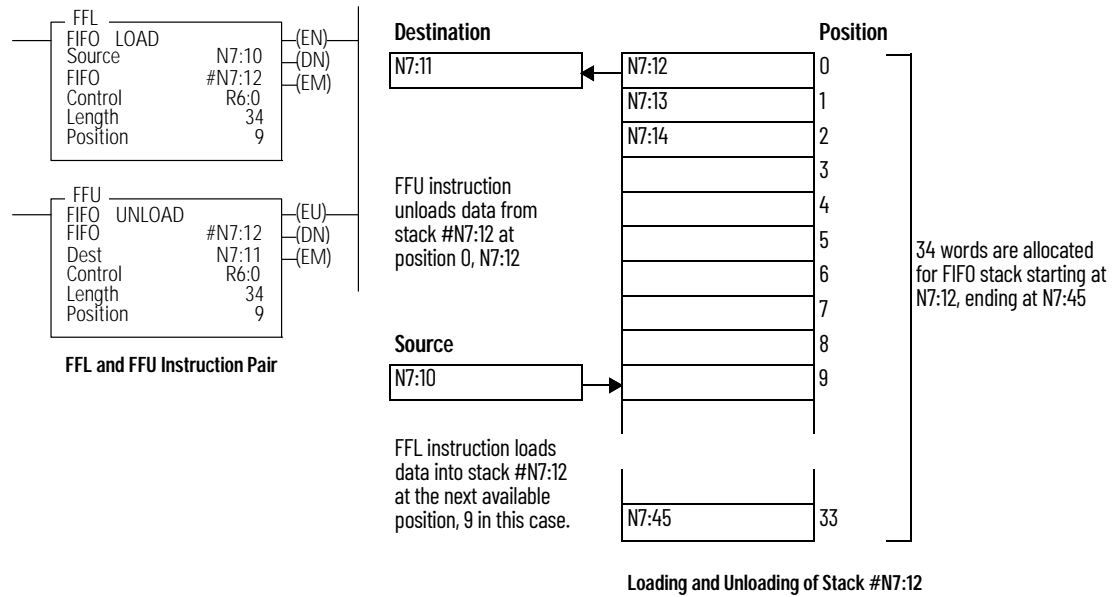 FFL
FIFO LOAD
Source N7:10
FIFO #N7:12
Control R6:0
Length 34
Position 9
(EN)
(DN)
(EM)
FFU
FIFO UNLOAD
FIFO #N7:12
Dest N7:11
Control R6:0
Length 34
Position 9
(EU)
(DN)
(EM)
FFL and FFU Instruction Pair
Destination
N7:11
FFU instruction
unloads data from
stack #N7:12 at
position 0, N7:12
Source
N7:10
FFL instruction loads
data into stack #N7:12
at the next available
position, 9 in this case.
Position
N7:12 0
N7:13 1
N7:14 2
3
4
5
6
7
8
9
N7:45 33
34 words are allocated
for FIFO stack starting at
N7:12, ending at N7:45
Loading and Unloading of Stack #N7:12